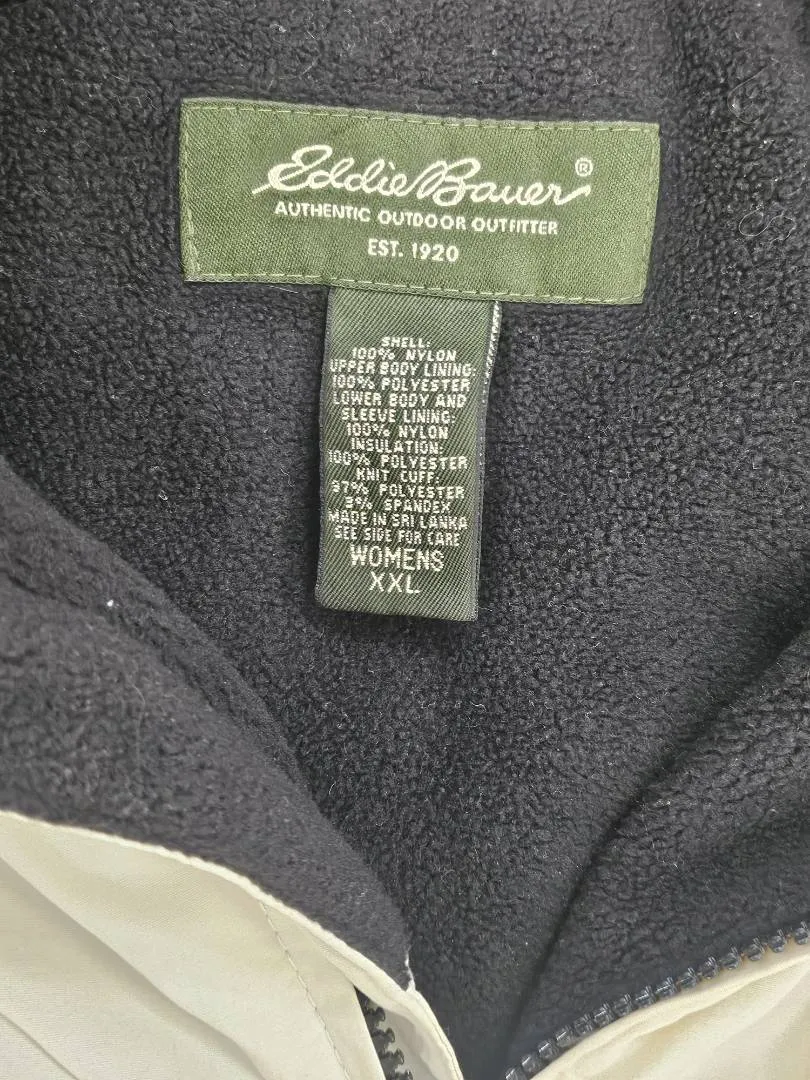 Eddie Bauer®
AUTHENTIC OUTDOOR OUTFITTER
EST. 1920
SHELL:
100% NYLON
UPPER BODY LINING:
100% POLYESTER
LOWER BODY AND
SLEEVE LINING:
100% NYLON
INSULATION:
100% POLYESTER
KNIT CUFF:
97% POLYESTER
3% SPANDEX
MADE IN SRI LANKA
SEE SIDE FOR CARE
WOMENS
XXL